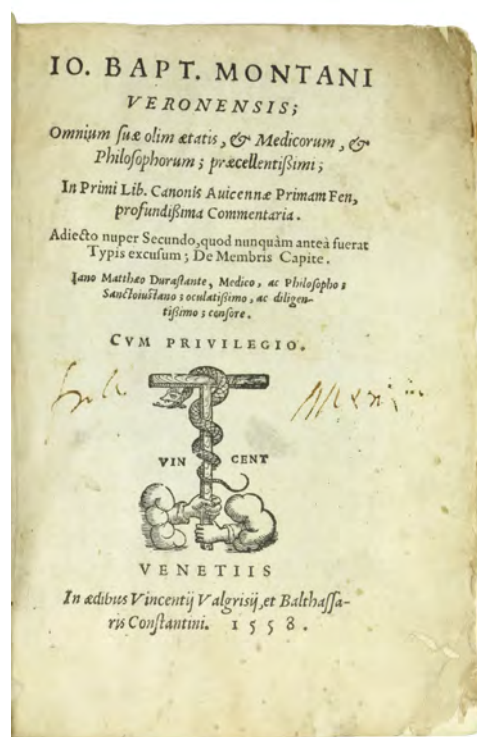 IO. BAPT. MONTANI
VERONENSIS;
Omnium suæ olim ætatis, & Medicorum, &
Philosophorum; præcellentißimi;
In Primi Lib. Canonis Auicennæ Primam Fen,
profundißima Commentaria.
Adiecto nuper Secundo, quod nunquàm anteà fuerat
Typis excusum; De Membris Capite.
Iano Matthæo Durastante, Medico, ac Philosopho;
Sanctoiustano; oculatißimo, ac diligen-
tißimo; censore.
CVM PRIVILEGIO.
VIN CENT
VENETIIS
In ædibus Vincentij Valgrisij, et Balthassa-
ris Constantini. 1558.